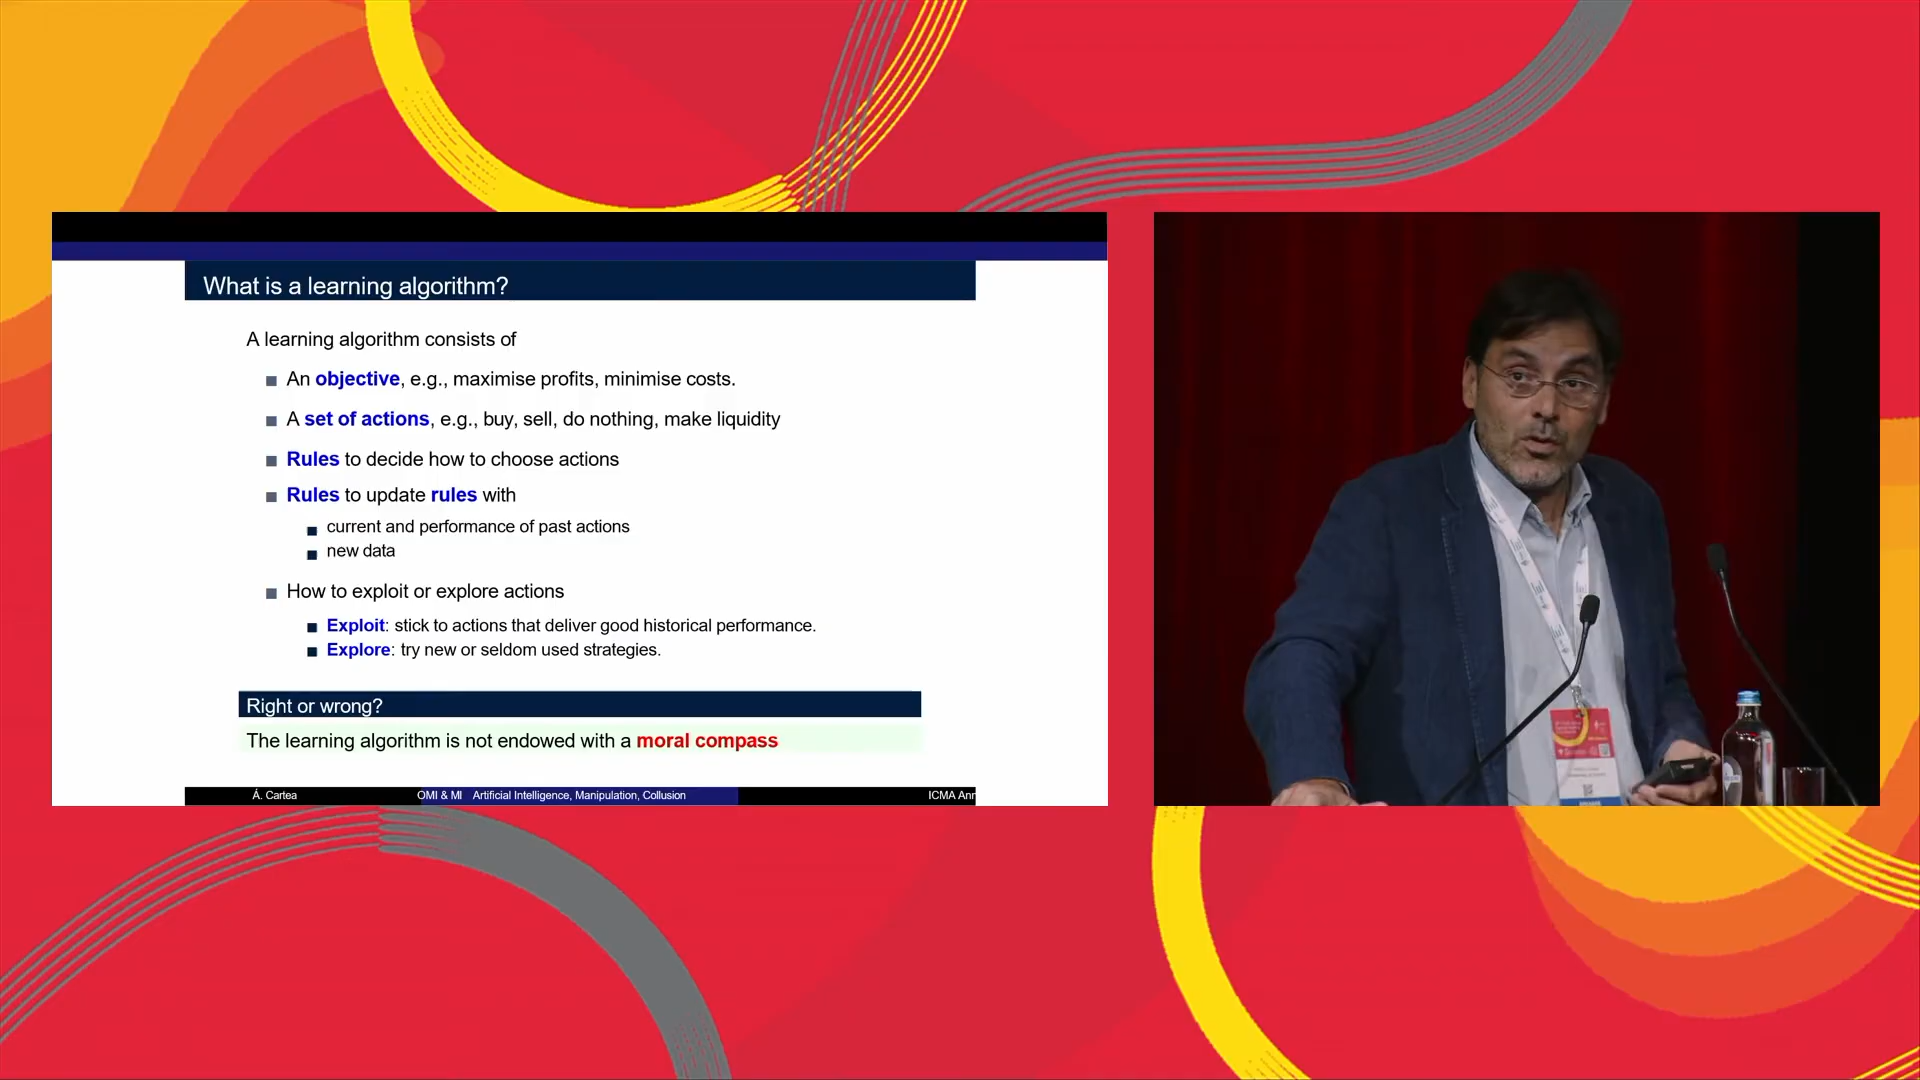 What is a learning algorithm?
A learning algorithm consists of
An objective, e.g., maximise profits, minimise costs.
A set of actions, e.g., buy, sell, do nothing, make liquidity
Rules to decide how to choose actions
Rules to update rules with
current and performance of past actions
new data
How to exploit or explore actions
Exploit: stick to actions that deliver good historical performance.
Explore: try new or seldom used strategies.
Right or wrong?
The learning algorithm is not endowed with a moral compass
Á. Cartea
OMI & MI
Artificial Intelligence, Manipulation, Collusion
ICMA Ann